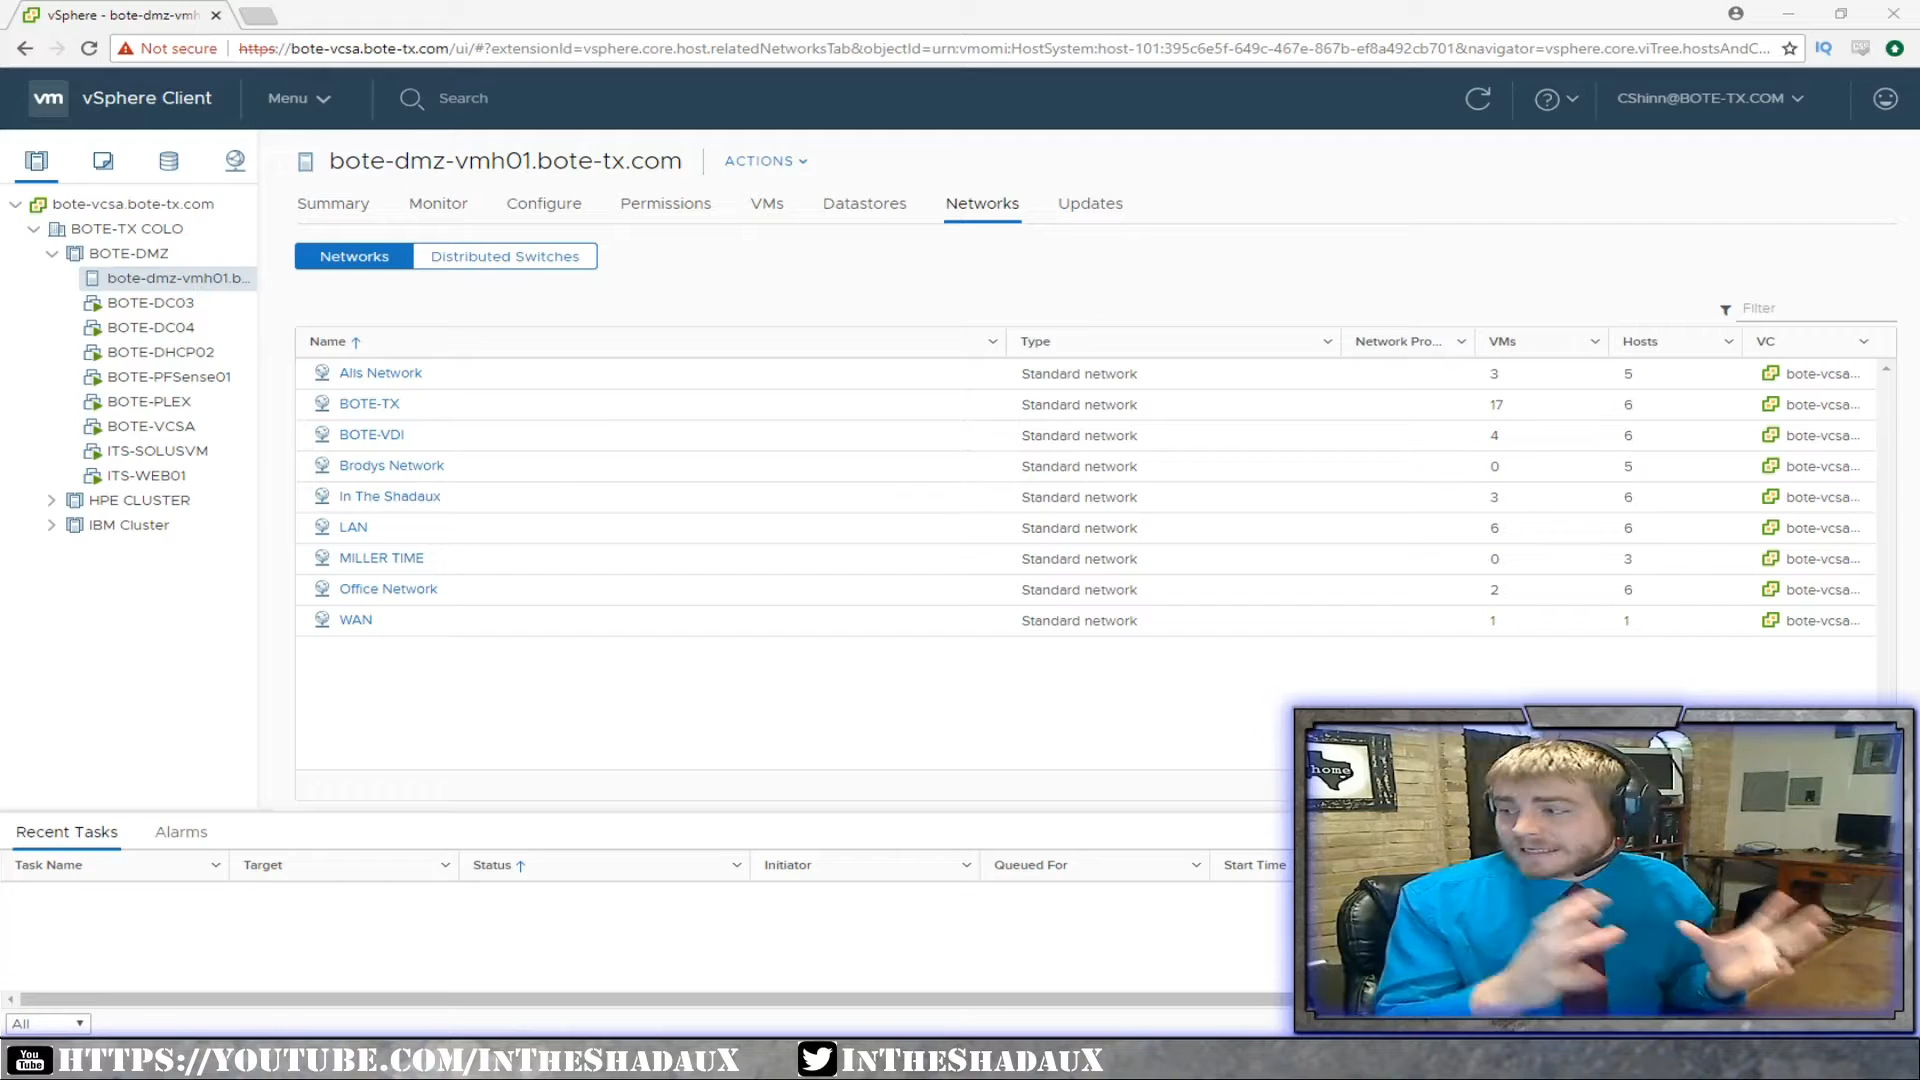 vSphere - bote-dmz-vmh
Not secure https://bote-vcsa.bote-tx.com/ui/#?extensionId=vsphere.core.host.relatedNetworksTab&objectId=urn:vmomi:HostSystem:host-101:395c6e5f-649c-467e-867b-ef8a492cb701&navigator=vsphere.core.viTree.hostsAndC... IQ
vm vSphere Client Menu Search CShinn@BOTE-TX.COM
bote-dmz-vmh01.bote-tx.com ACTIONS
Summary Monitor Configure Permissions VMs Datastores Networks Updates
Networks Distributed Switches
bote-vcsa.bote-tx.com
BOTE-TX COLO
BOTE-DMZ
bote-dmz-vmh01.b...
BOTE-DC03
BOTE-DC04
BOTE-DHCP02
BOTE-PFSense01
BOTE-PLEX
BOTE-VCSA
ITS-SOLUSVM
ITS-WEB01
HPE CLUSTER
IBM Cluster
Filter
Name Type Network Pro... VMs Hosts VC
Alls Network Standard network 3 5 bote-vcsa...
BOTE-TX Standard network 17 6 bote-vcsa...
BOTE-VDI Standard network 4 6 bote-vcsa...
Brodys Network Standard network 0 5 bote-vcsa...
In The Shadaux Standard network 3 6 bote-vcsa...
LAN Standard network 6 6 bote-vcsa...
MILLER TIME Standard network 0 3 bote-vcsa...
Office Network Standard network 2 6 bote-vcsa...
WAN Standard network 1 1 bote-vcsa...
home
Recent Tasks Alarms
Task Name Target Status Initiator Queued For Start Time
All
You Tube HTTPS://YOUTUBE.COM/INTHESHADAUX INTHESHADAUX